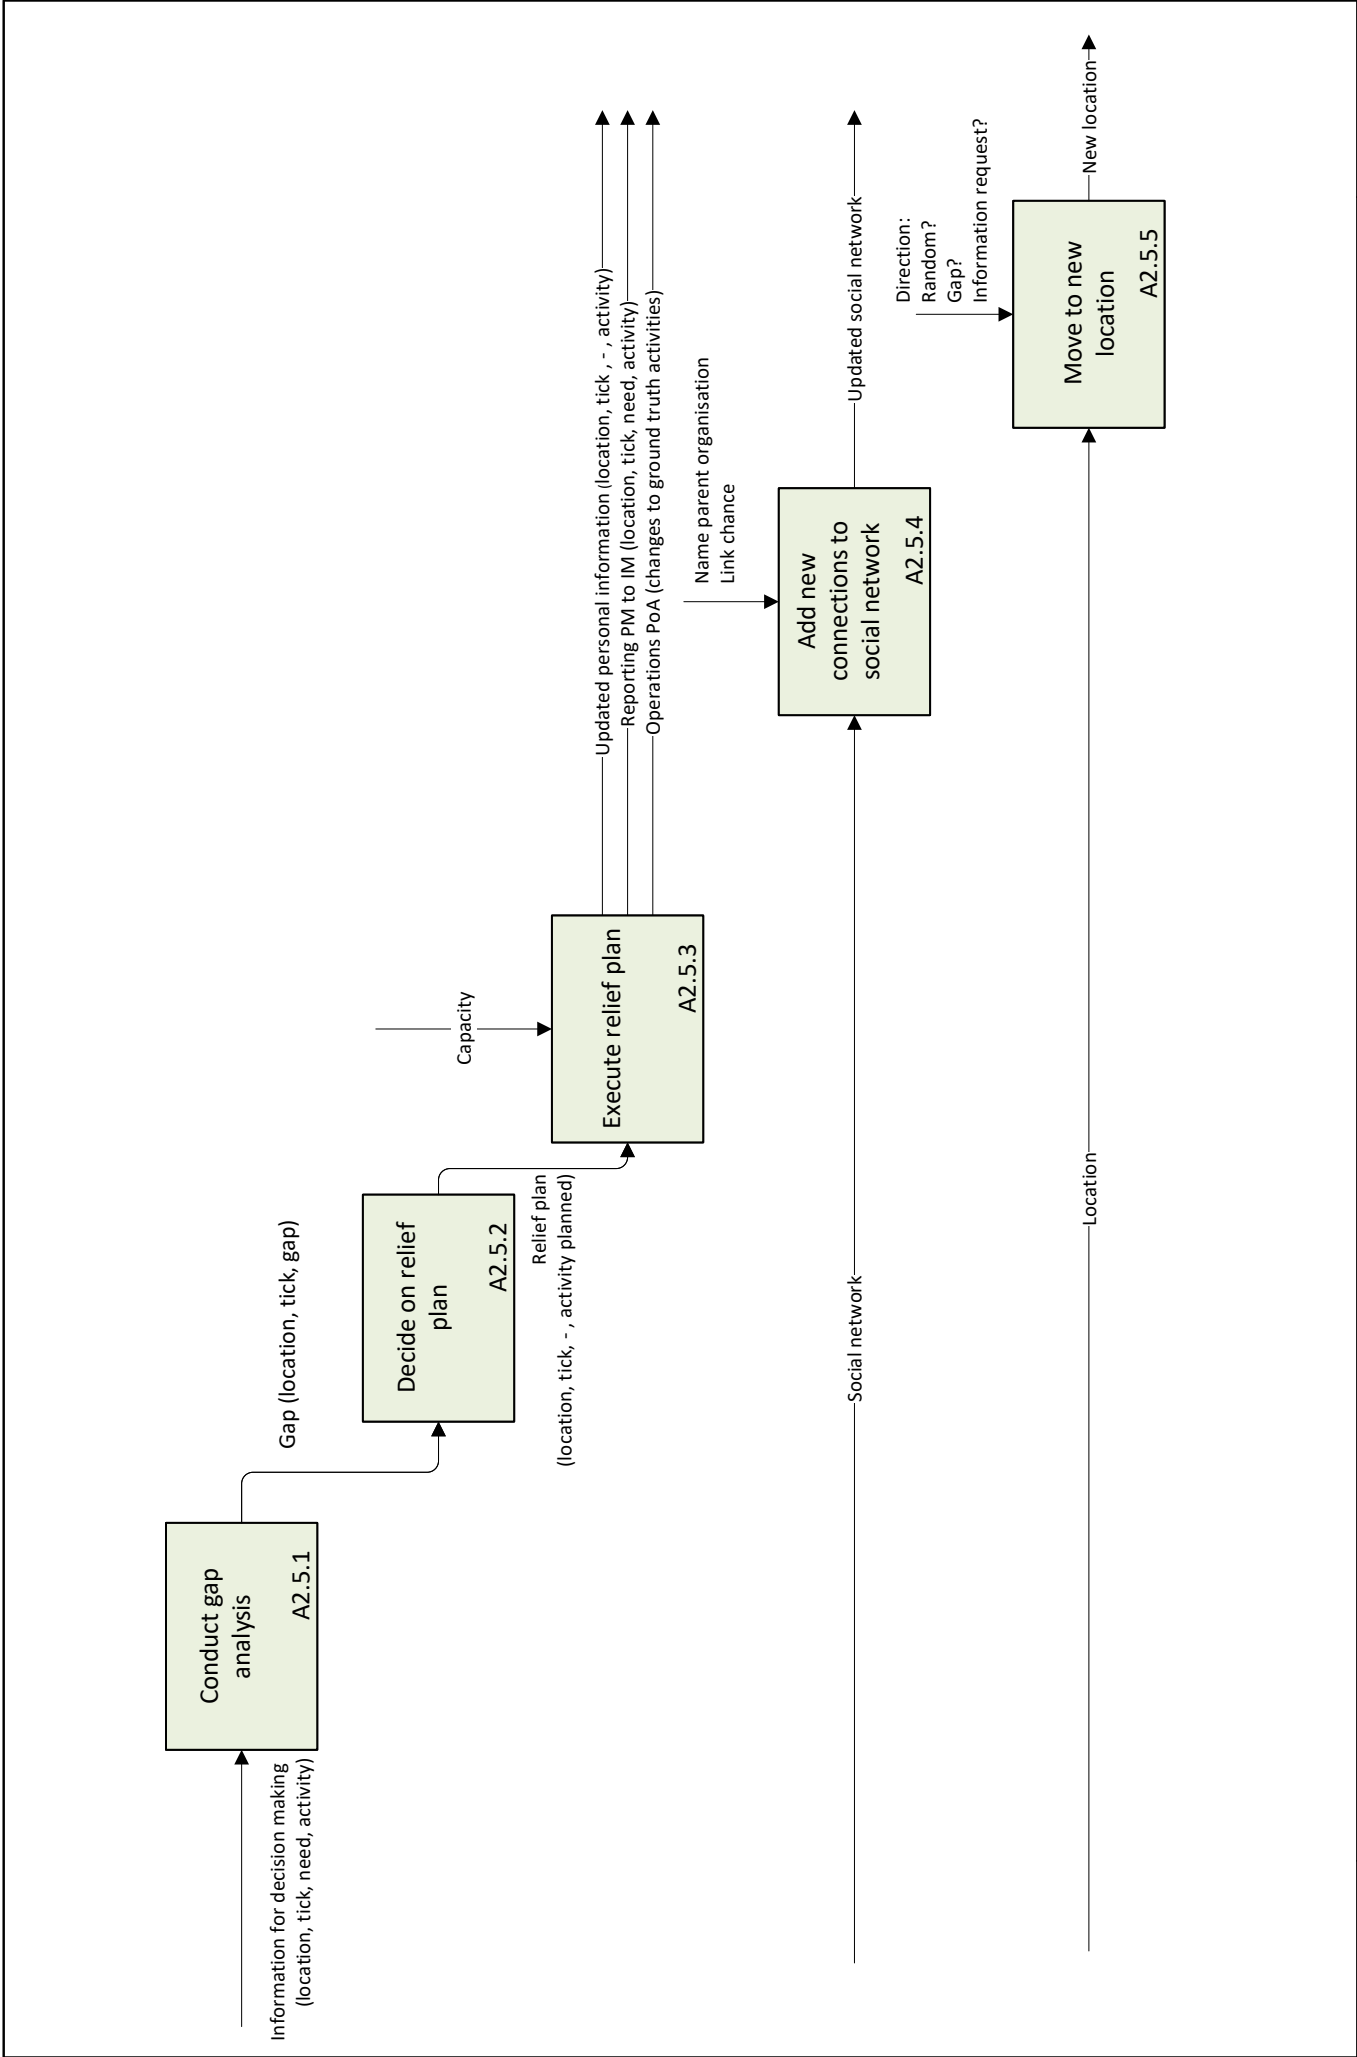 Information for decision making
(location, tick, need, activity)
Conduct gap
analysis
A2.5.1
Gap (location, tick, gap)
Decide on relief
plan
A2.5.2
Relief plan
(location, tick, - , activity planned)
Capacity
Execute relief plan
A2.5.3
Updated personal information (location, tick , - , activity)
Reporting PM to IM (location, tick, need, activity)
Operations PoA (changes to ground truth activities)
Social network
Name parent organisation
Link chance
Add new
connections to
social network
A2.5.4
Updated social network
Location
Direction:
Random?
Gap?
Information request?
Move to new
location
A2.5.5
New location